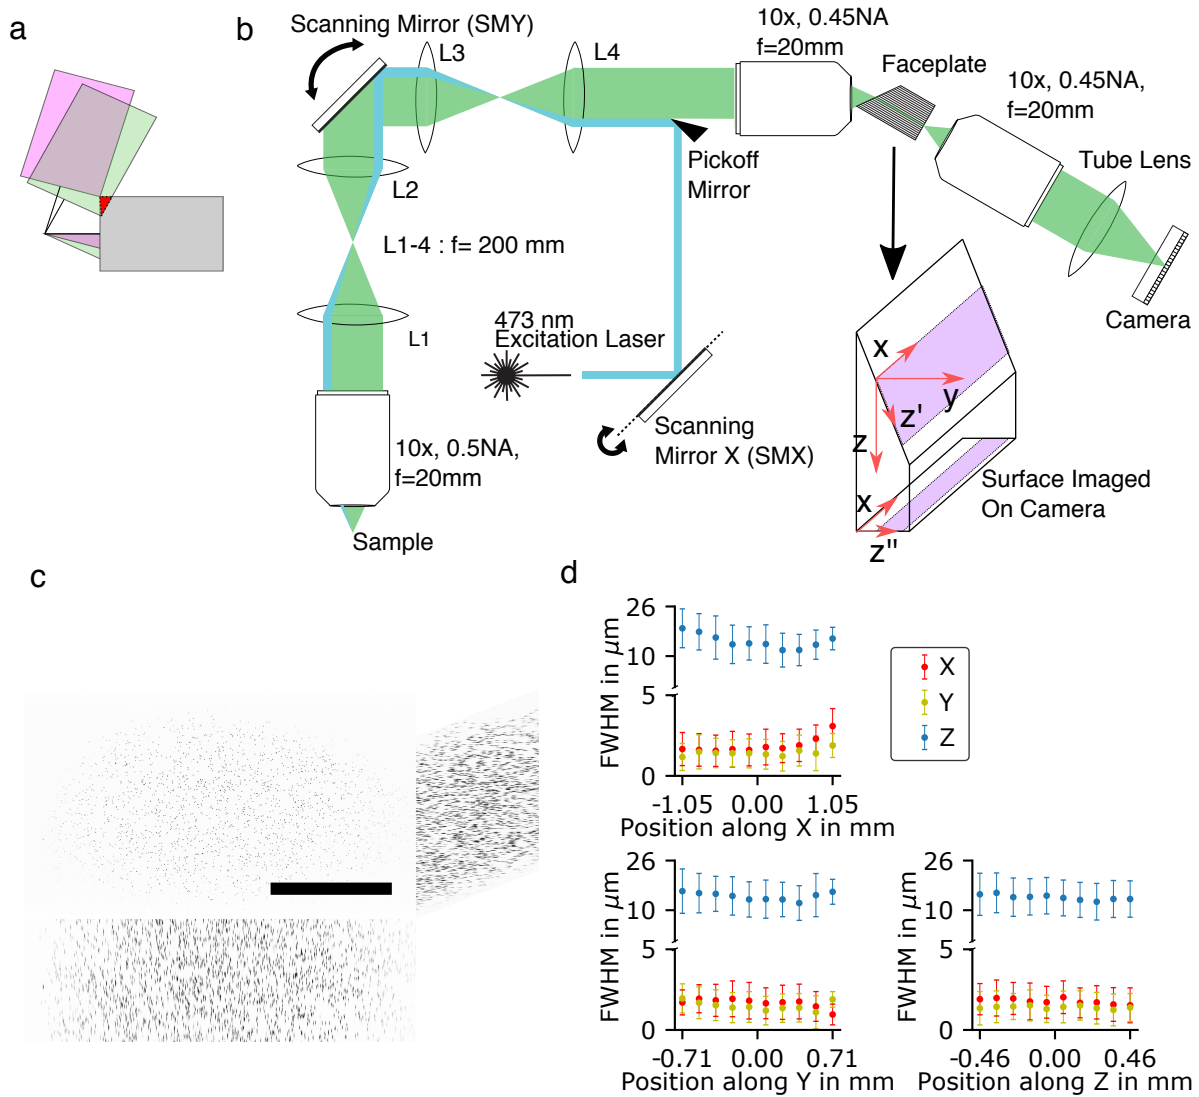 a
b
Scanning Mirror (SMY)
L3
L4
10x, 0.45NA
f=20mm
Faceplate
10x, 0.45NA,
f=20mm
Pickoff
Mirror
Tube Lens
L2
L1-4 : f= 200 mm
L1
473 nm
Excitation Laser
Camera
Scanning
Mirror X (SMX)
10x, 0.5NA,
f=20mm
Sample
x
y
z'
z
x
z''
Surface Imaged
On Camera
c
d
26
10
5
0
FWHM in μm
-1.05 0.00 1.05
Position along X in mm
X
Y
Z
26
10
5
0
FWHM in μm
-0.71 0.00 0.71
Position along Y in mm
26
10
5
0
FWHM in μm
-0.46 0.00 0.46
Position along Z in mm